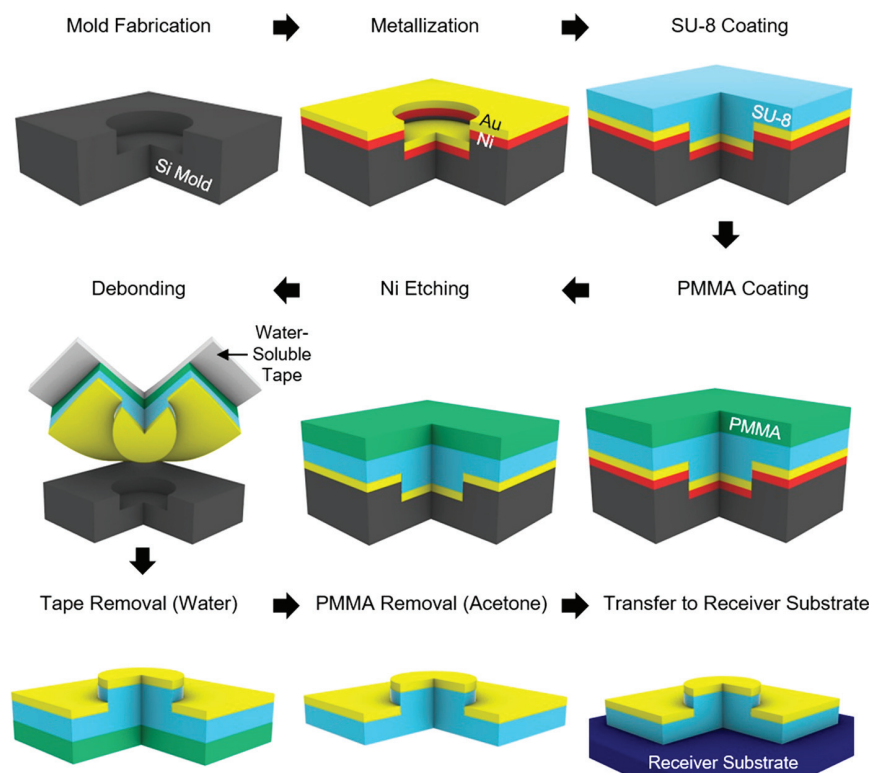 Mold Fabrication
Metallization
SU-8 Coating
Si Mold
Au
Ni
SU-8
Debonding
Ni Etching
PMMA Coating
Water-
Soluble
Tape
PMMA
Tape Removal (Water)
PMMA Removal (Acetone)
Transfer to Receiver Substrate
Receiver Substrate